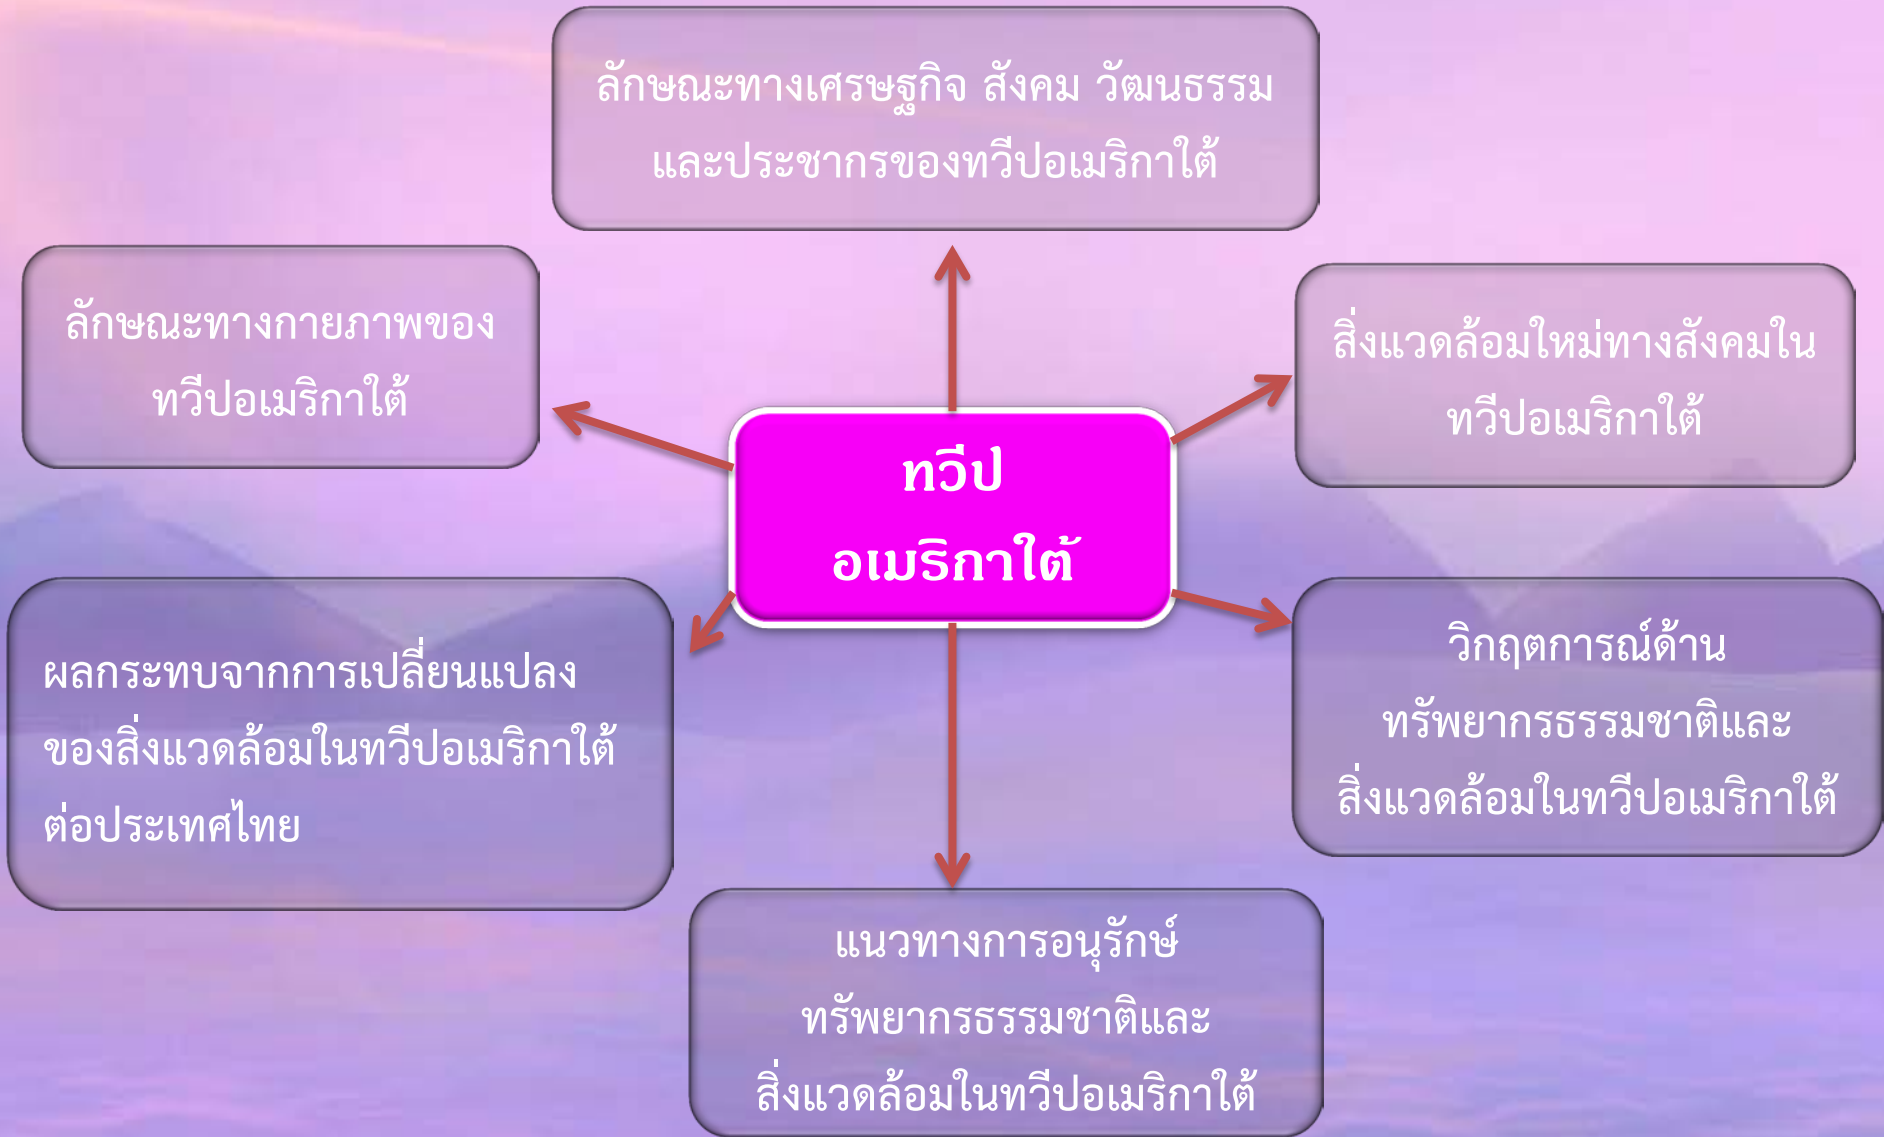 ลักษณะทางเศรษฐกิจ สังคม วัฒนธรรม
และประชากรของทวีปอเมริกาใต้
ลักษณะทางกายภาพของ
ทวีปอเมริกาใต้
สิ่งแวดล้อมใหม่ทางสังคมใน
ทวีปอเมริกาใต้
ทวีป
อเมริกาใต้
ผลกระทบจากการเปลี่ยนแปลง
ของสิ่งแวดล้อมในทวีปอเมริกาใต้
ต่อประเทศไทย
วิกฤตการณ์ด้าน
ทรัพยากรธรรมชาติและ
สิ่งแวดล้อมในทวีปอเมริกาใต้
แนวทางการอนุรักษ์
ทรัพยากรธรรมชาติและ
สิ่งแวดล้อมในทวีปอเมริกาใต้